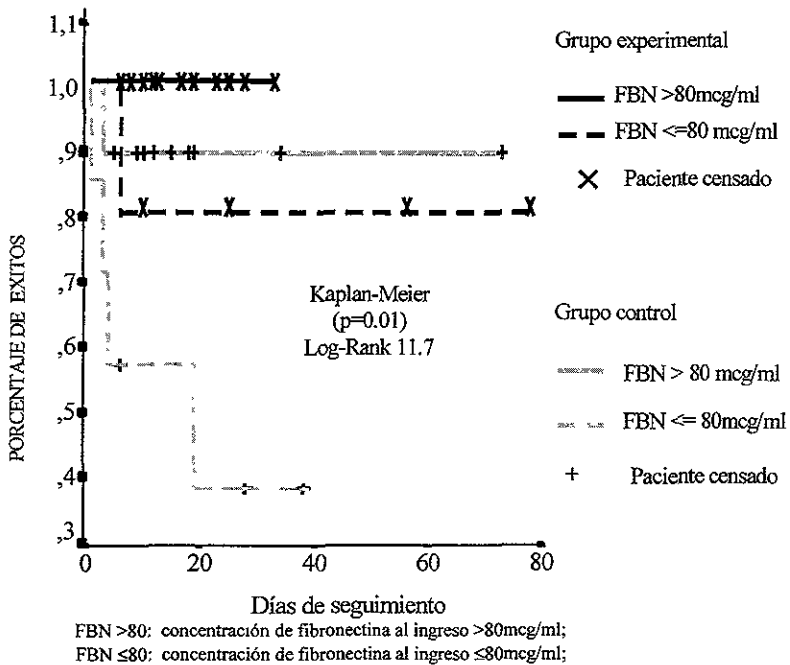 1,1
1,0
,9
,8
,7
,6
,5
,4
,3
PORCENTAJE DE EXITOS
0
20
40
60
80
Días de seguimiento
Kaplan-Meier
(p=0.01)
Log-Rank 11.7
Grupo experimental
FBN >80mcg/ml
FBN <=80 mcg/ml
Paciente censado
Grupo control
FBN > 80 mcg/ml
FBN <= 80mcg/ml
Paciente censado
FBN >80: concentración de fibronectina al ingreso >80mcg/ml;
FBN ≤80: concentración de fibronectina al ingreso ≤80mcg/ml;